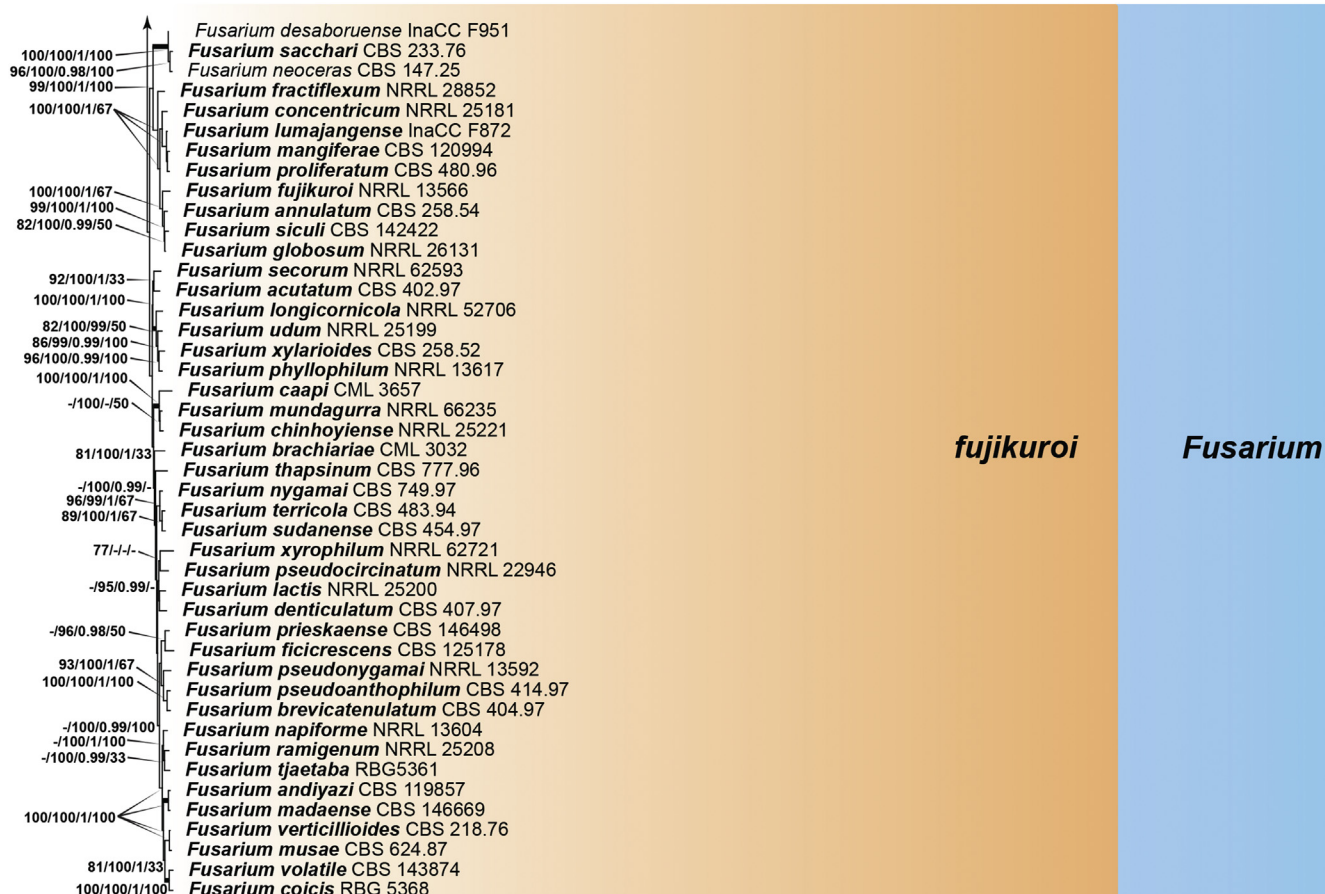 Fusarium desaboruense InaCC F951
100/100/1/100 Fusarium sacchari CBS 233.76
96/100/0.98/100 Fusarium neoceras CBS 147.25
99/100/1/100 Fusarium fractiflexum NRRL 28852
100/100/1/67 Fusarium concentricum NRRL 25181
Fusarium lumajangense InaCC F872
Fusarium mangiferae CBS 120994
Fusarium proliferatum CBS 480.96
100/100/1/67 Fusarium fujikuroi NRRL 13566
99/100/1/100 Fusarium annulatum CBS 258.54
82/100/0.99/50 Fusarium siculi CBS 142422
Fusarium globosum NRRL 26131
Fusarium secorum NRRL 62593
92/100/1/33 Fusarium acutatum CBS 402.97
100/100/1/100 Fusarium longicornicola NRRL 52706
82/100/99/50 Fusarium udum NRRL 25199
86/99/0.99/100 Fusarium xylarioides CBS 258.52
96/100/0.99/100 Fusarium phyllophilum NRRL 13617
100/100/1/100 Fusarium caapi CML 3657
-/100/-/50 Fusarium mundagurra NRRL 66235
Fusarium chinhoyiense NRRL 25221
81/100/1/33 Fusarium brachiariae CML 3032
fujikuroi Fusarium
Fusarium thapsinum CBS 777.96
-/100/0.99/- Fusarium nygamai CBS 749.97
96/99/1/67 Fusarium terricola CBS 483.94
89/100/1/67 Fusarium sudanense CBS 454.97
77/-/-/- Fusarium xyrophilum NRRL 62721
Fusarium pseudocircinatum NRRL 22946
-/95/0.99/- Fusarium lactis NRRL 25200
Fusarium denticulatum CBS 407.97
-/96/0.98/50 Fusarium prieskaense CBS 146498
Fusarium ficicrescens CBS 125178
93/100/1/67 Fusarium pseudonygamai NRRL 13592
100/100/1/100 Fusarium pseudoanthophilum CBS 414.97
Fusarium brevicatenulatum CBS 404.97
-/100/0.99/100 Fusarium napiforme NRRL 13604
-/100/1/100 Fusarium ramigenum NRRL 25208
-/100/0.99/33 Fusarium tjaetaba RBG5361
Fusarium andiyazi CBS 119857
100/100/1/100 Fusarium madaense CBS 146669
Fusarium verticillioides CBS 218.76
Fusarium musae CBS 624.87
81/100/1/33 Fusarium volatile CBS 143874
100/100/1/100 Fusarium coicis RBG 5368